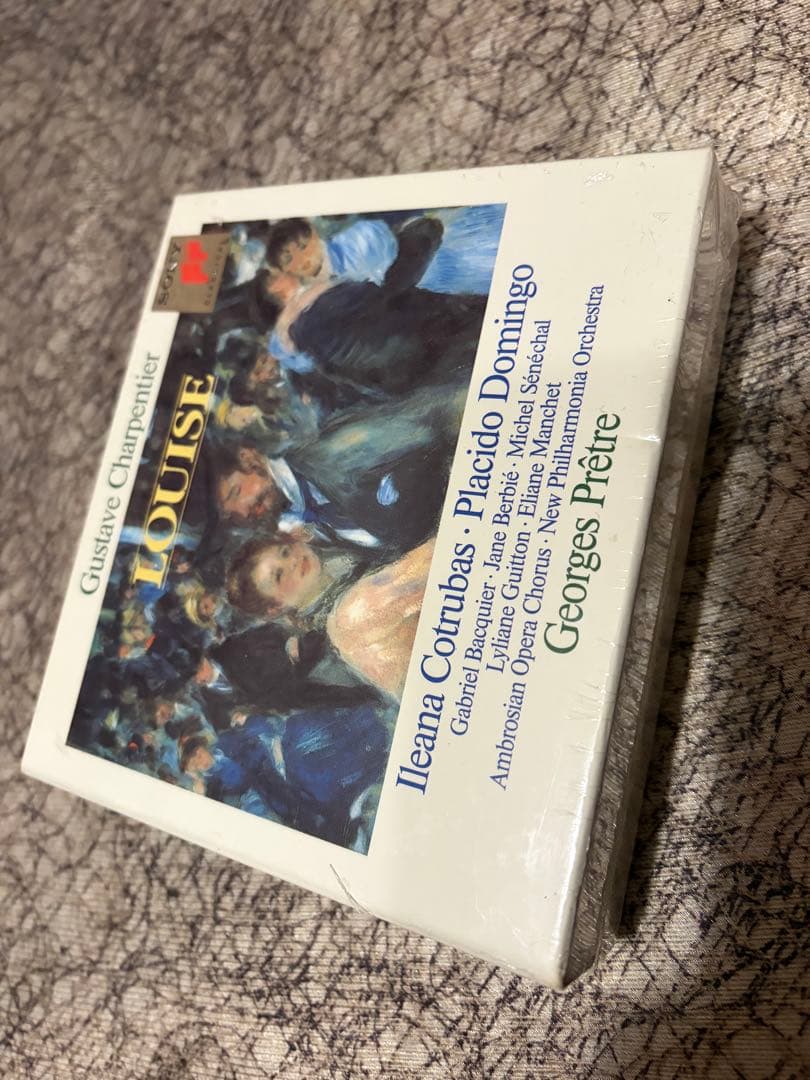 Gustave Charpentier
SONY
LOUISE
Ileana Cotrubas · Placido Domingo
Gabriel Bacquier · Jane Berbié · Michel Sénéchal
Lyliane Guitton · Eliane Manchet
Ambrosian Opera Chorus · New Philharmonia Orchestra
Georges Prêtre